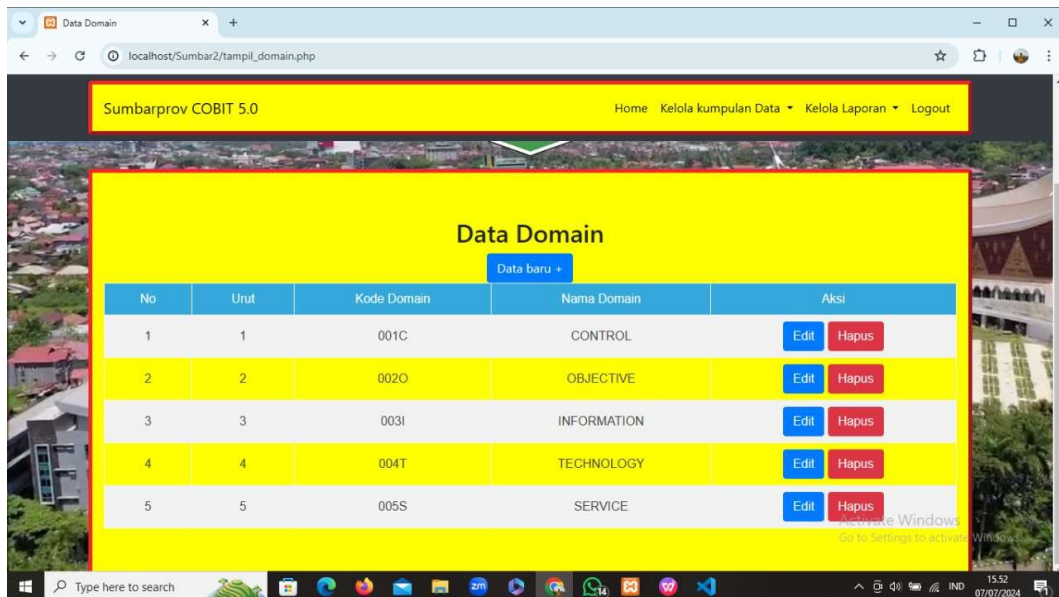 Data Domain
localhost/Sumbar2/tampil_domain.php
Sumbarprov COBIT 5.0 Home Kelola kumpulan Data Kelola Laporan Logout
Data Domain
Data baru +
No Urut Kode Domain Nama Domain Aksi
1 1 001C CONTROL Edit Hapus
2 2 002O OBJECTIVE Edit Hapus
3 3 003I INFORMATION Edit Hapus
4 4 004T TECHNOLOGY Edit Hapus
5 5 005S SERVICE Edit Hapus
Activate Windows
Go to Settings to activate Windows.
Type here to search
zm
14
IND
15.52
07/07/2024